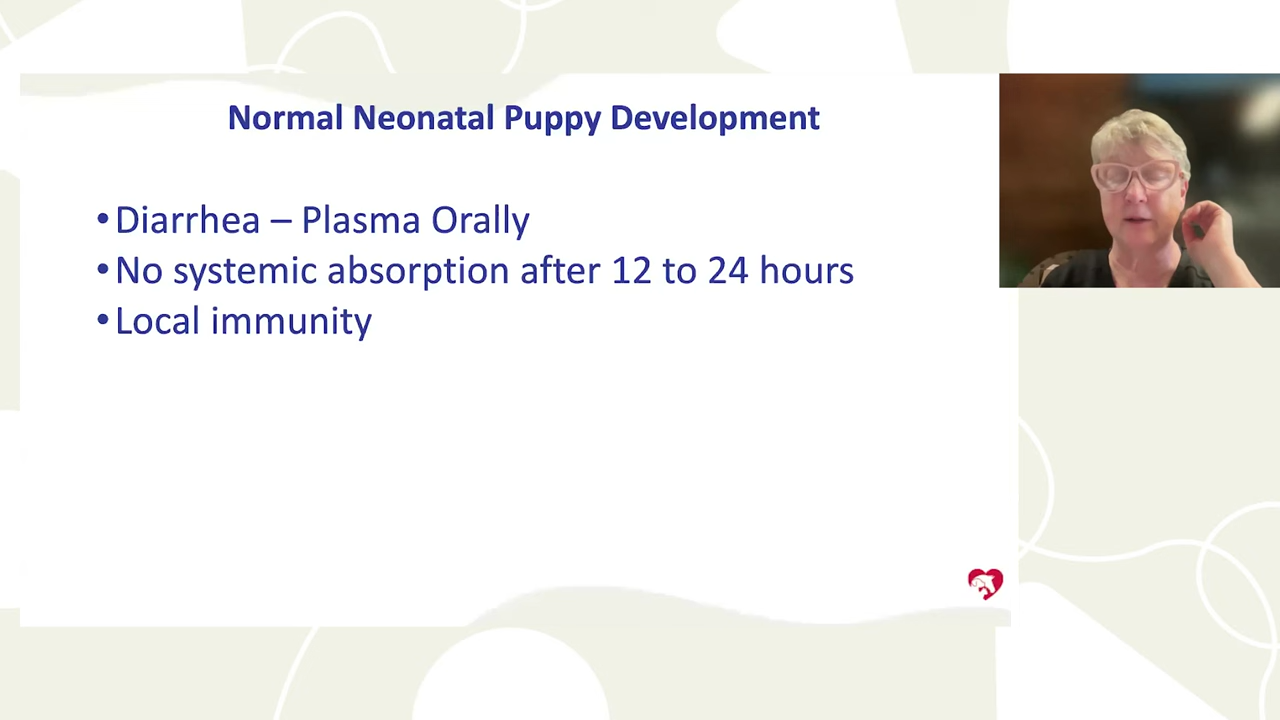 Normal Neonatal Puppy Development
•Diarrhea – Plasma Orally
•No systemic absorption after 12 to 24 hours
•Local immunity